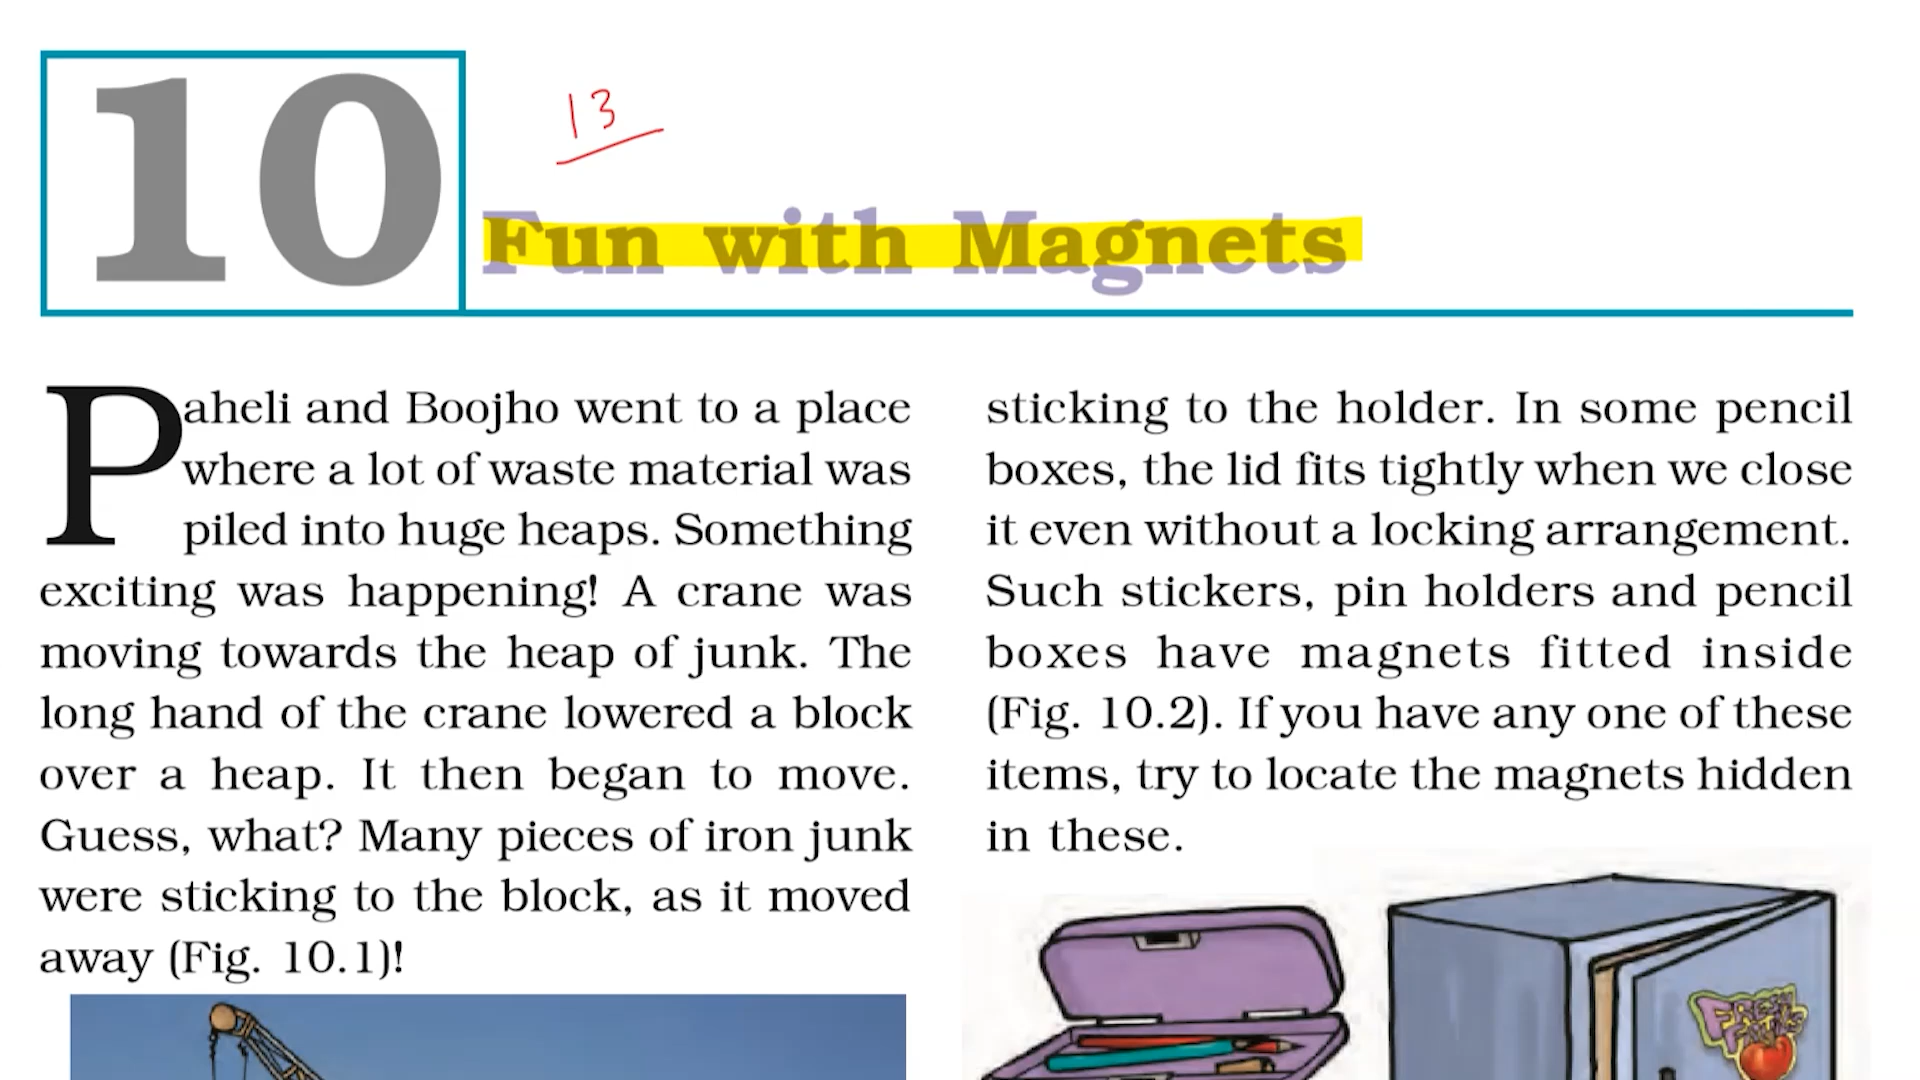 10
13
Fun with Magnets
Paheli and Boojho went to a place
where a lot of waste material was
piled into huge heaps. Something
exciting was happening! A crane was
moving towards the heap of junk. The
long hand of the crane lowered a block
over a heap. It then began to move.
Guess, what? Many pieces of iron junk
were sticking to the block, as it moved
away (Fig. 10.1)!
sticking to the holder. In some pencil
boxes, the lid fits tightly when we close
it even without a locking arrangement.
Such stickers, pin holders and pencil
boxes have magnets fitted inside
(Fig. 10.2). If you have any one of these
items, try to locate the magnets hidden
in these.